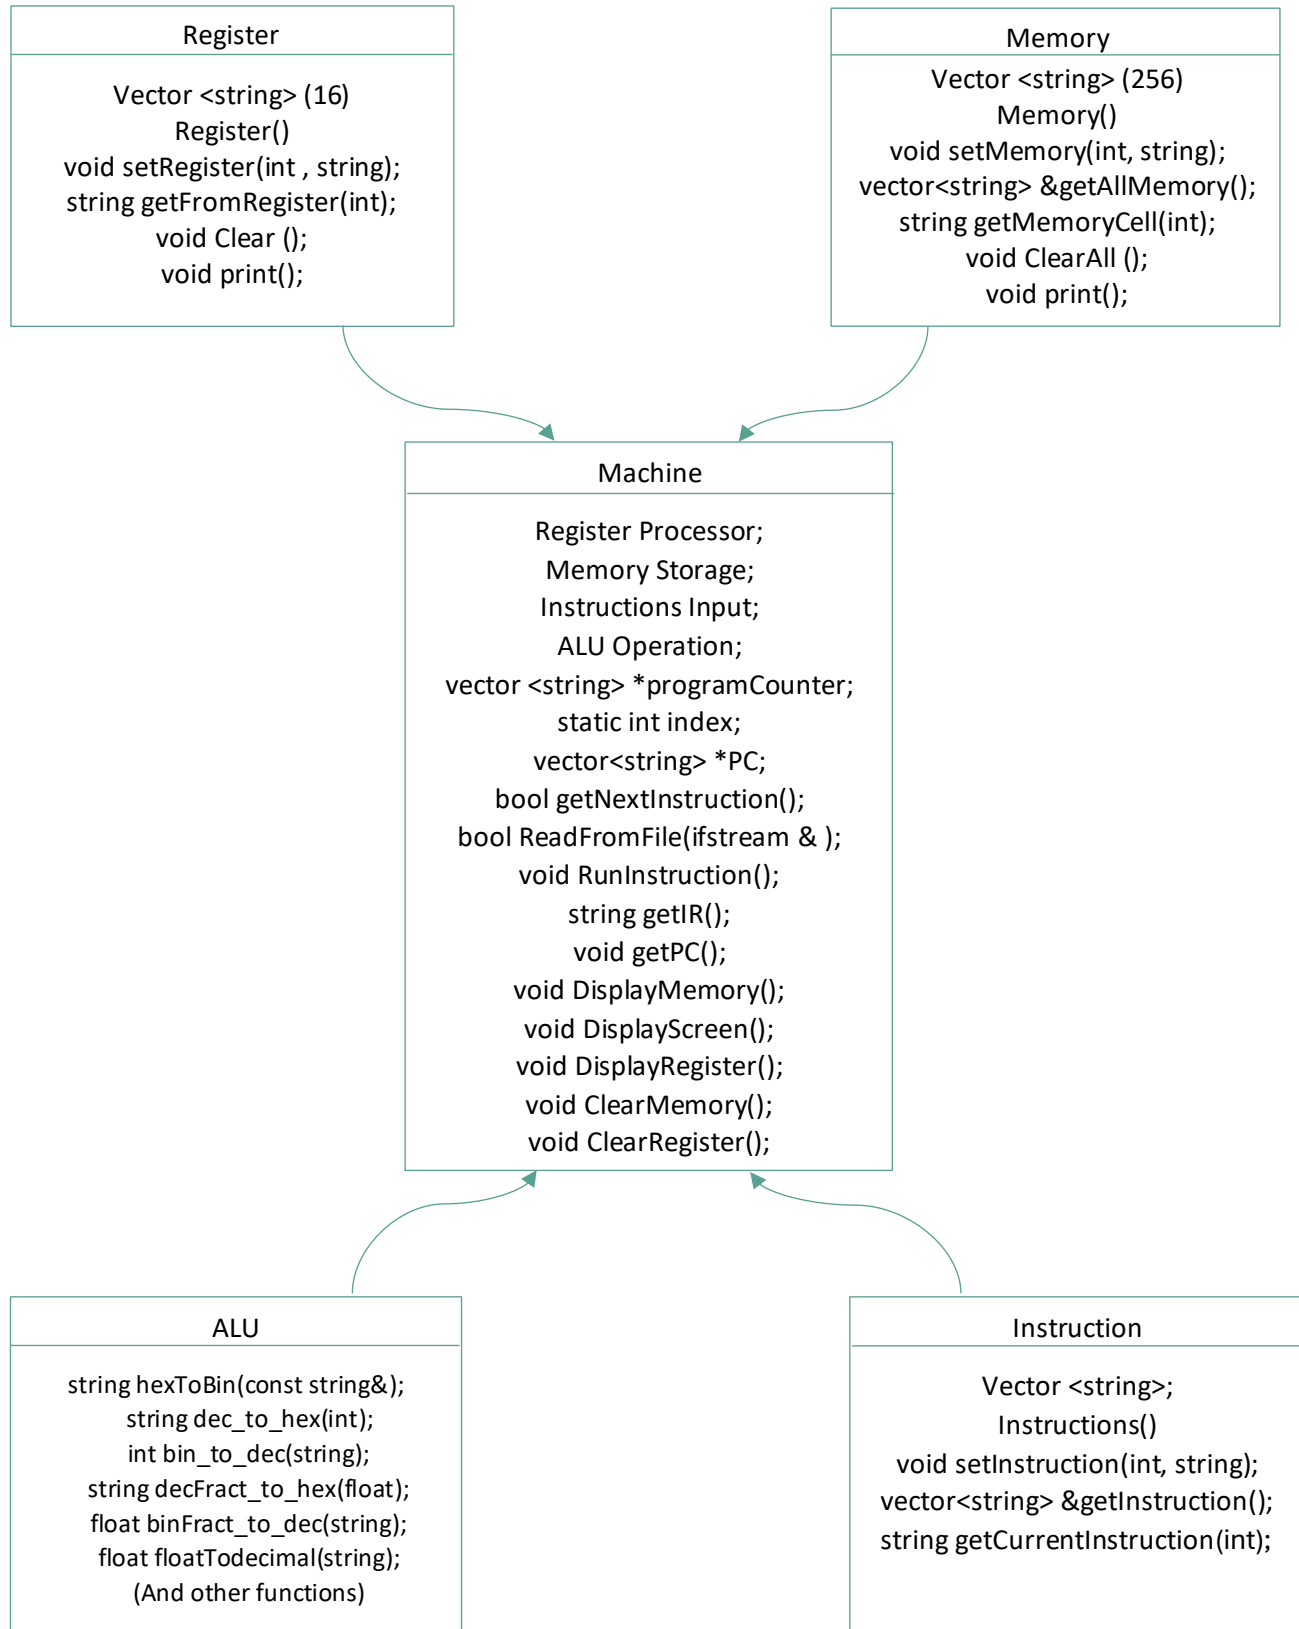 Register
Vector <string> (16)
Register()
void setRegister(int , string);
string getFromRegister(int);
void Clear ();
void print();
Memory
Vector <string> (256)
Memory()
void setMemory(int, string);
vector<string> &getAllMemory();
string getMemoryCell(int);
void ClearAll ();
void print();
Machine
Register Processor;
Memory Storage;
Instructions Input;
ALU Operation;
vector <string> *programCounter;
static int index;
vector<string> *PC;
bool getNextInstruction();
bool ReadFromFile(ifstream & );
void RunInstruction();
string getIR();
void getPC();
void DisplayMemory();
void DisplayScreen();
void DisplayRegister();
void ClearMemory();
void ClearRegister();
ALU
string hexToBin(const string&);
string dec_to_hex(int);
int bin_to_dec(string);
string decFract_to_hex(float);
float binFract_to_dec(string);
float floatTodecimal(string);
(And other functions)
Instruction
Vector <string>;
Instructions()
void setInstruction(int, string);
vector<string> &getInstruction();
string getCurrentInstruction(int);